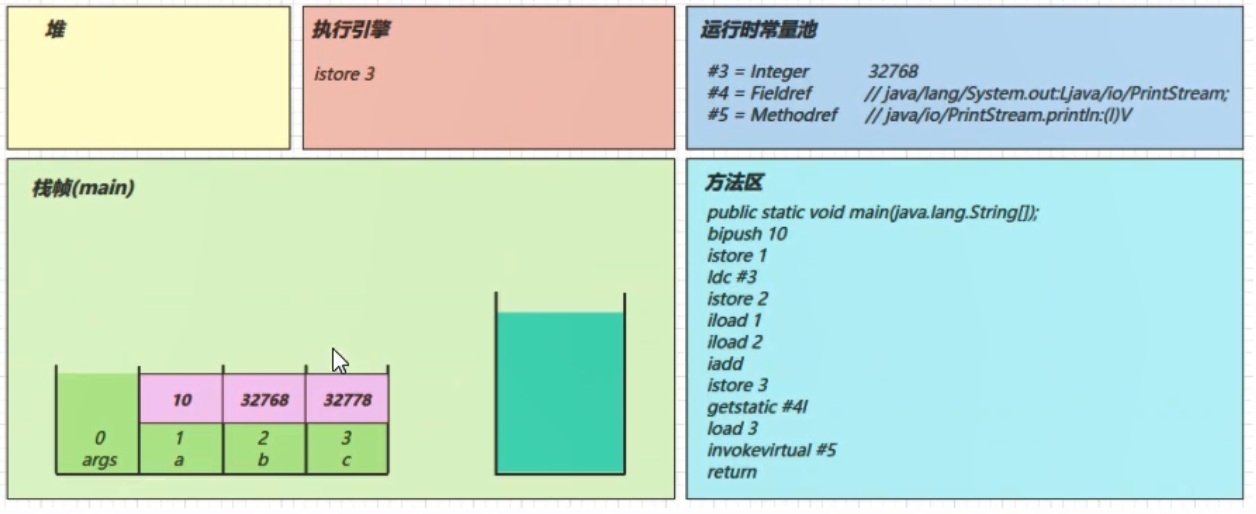 堆
执行引擎
istore 3
运行时常量池
#3 = Integer 32768
#4 = Fieldref // java/lang/System.out:Ljava/io/PrintStream;
#5 = Methodref // java/io/PrintStream.println:(I)V
栈帧(main)
10 32768 32778
0 1 2 3
args a b c
方法区
public static void main(java.lang.String[]);
bipush 10
istore 1
ldc #3
istore 2
iload 1
iload 2
iadd
istore 3
getstatic #4I
load 3
invokevirtual #5
return